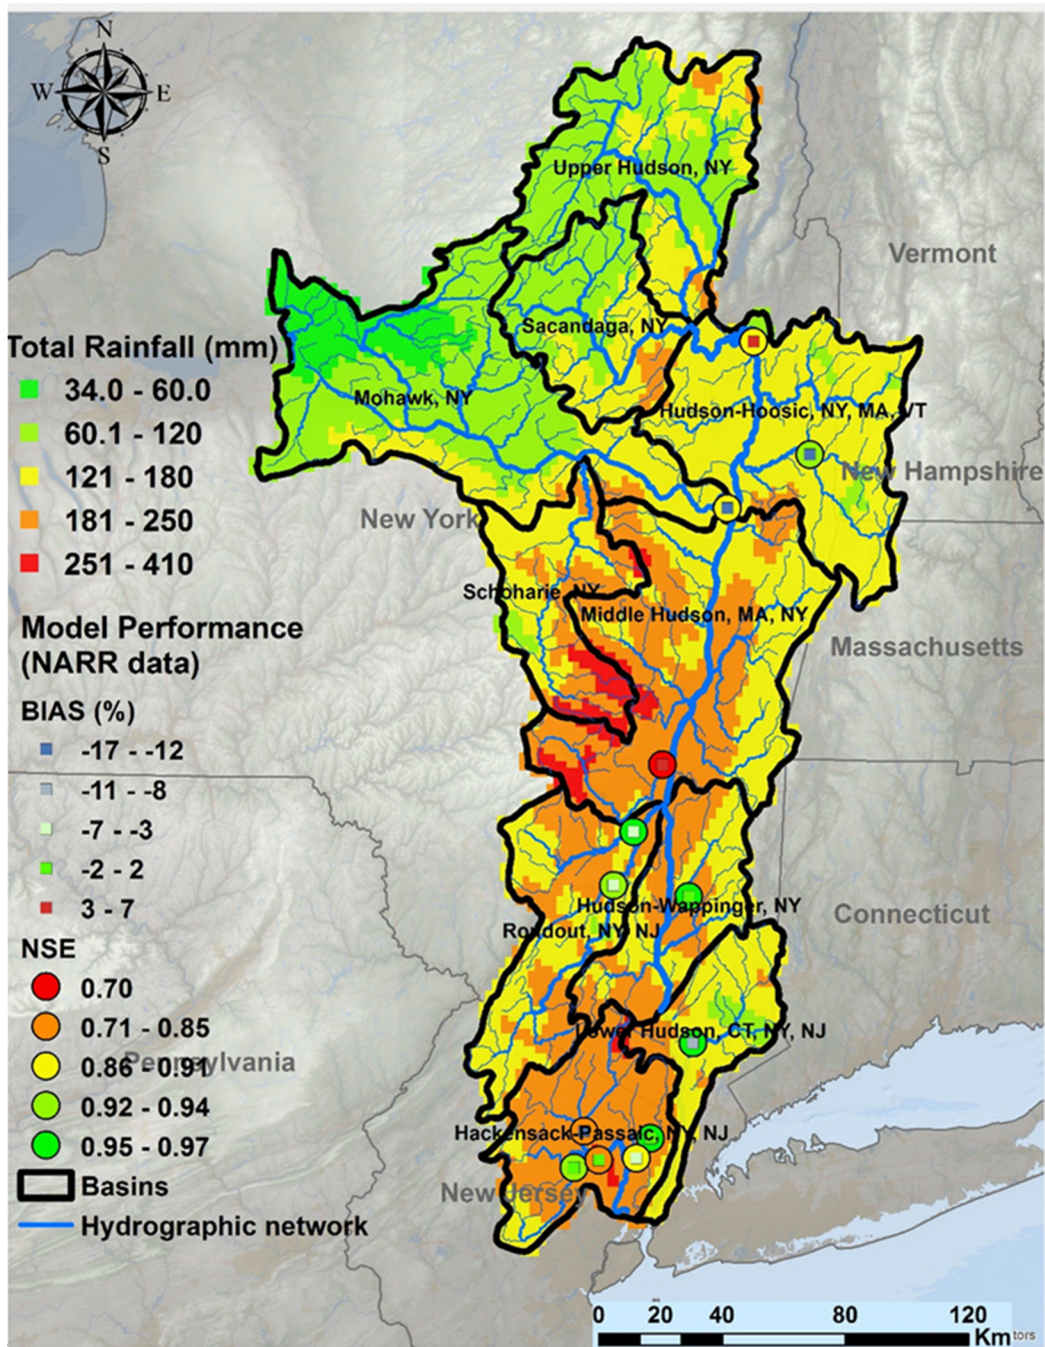 N
W
E
S
Upper Hudson, NY
Vermont
Sacandaga, NY
Total Rainfall (mm)
34.0 - 60.0
60.1 - 120
121 - 180
181 - 250
251 - 410
Mohawk, NY
Hudson-Hoosic, NY, MA, VT
New Hampshire
New York
Schoharie, NY
Middle Hudson, MA, NY
Massachusetts
Model Performance
(NARR data)
BIAS (%)
-17 - -12
-11 - -8
-7 - -3
-2 - 2
3 - 7
Hudson-Wappinger, NY
Connecticut
Rondout, NY, NJ
NSE
0.70
0.71 - 0.85
0.86 - 0.91
0.92 - 0.94
0.95 - 0.97
Lower Hudson, CT, NY, NJ
Pennsylvania
Hackensack-Passaic, NY, NJ
New Jersey
Basins
Hydrographic network
0 20 40 80 120
Km
tors